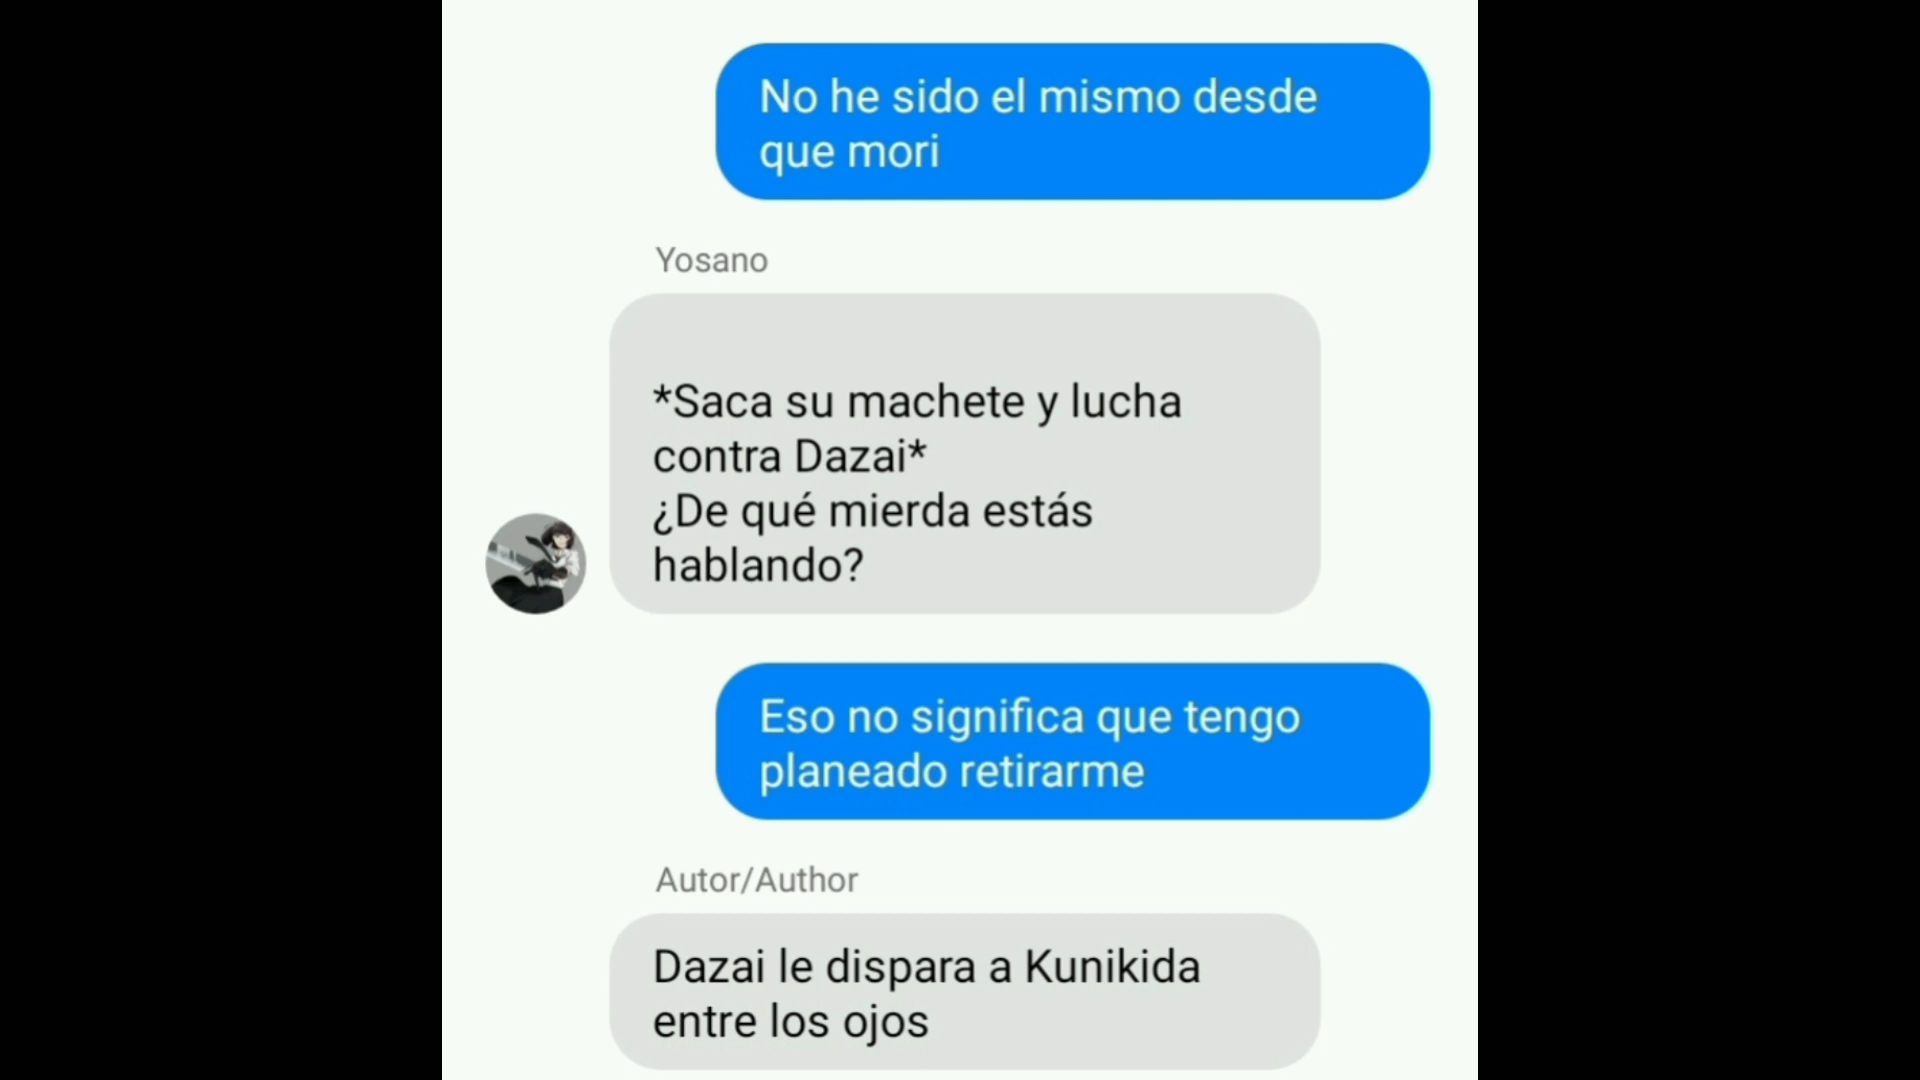 No he sido el mismo desde
que mori
Yosano
*Saca su machete y lucha
contra Dazai*
¿De qué mierda estás
hablando?
Eso no significa que tengo
planeado retirarme
Autor/Author
Dazai le dispara a Kunikida
entre los ojos